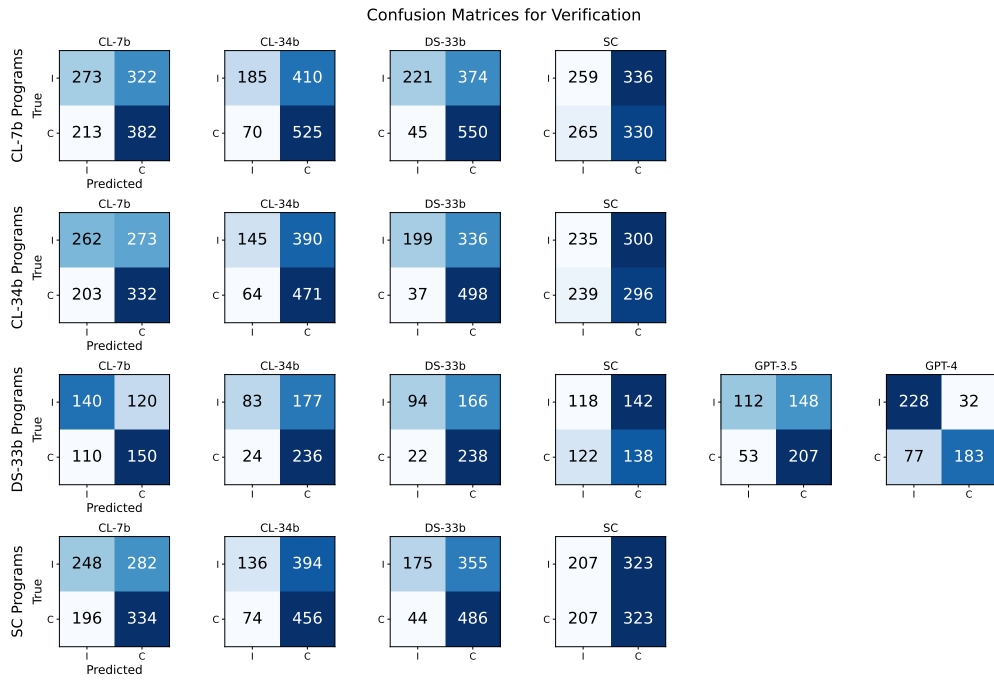 Confusion Matrices for Verification
CL-7b CL-34b DS-33b SC
CL-7b Programs
True
I 273 322 I 185 410 I 221 374 I 259 336
C 213 382 C 70 525 C 45 550 C 265 330
I C I C I C I C
Predicted
CL-7b CL-34b DS-33b SC
CL-34b Programs
True
I 262 273 I 145 390 I 199 336 I 235 300
C 203 332 C 64 471 C 37 498 C 239 296
I C I C I C I C
Predicted
CL-7b CL-34b DS-33b SC GPT-3.5 GPT-4
DS-33b Programs
True
I 140 120 I 83 177 I 94 166 I 118 142 I 112 148 I 228 32
C 110 150 C 24 236 C 22 238 C 122 138 C 53 207 C 77 183
I C I C I C I C I C I C
Predicted
CL-7b CL-34b DS-33b SC
SC Programs
True
I 248 282 I 136 394 I 175 355 I 207 323
C 196 334 C 74 456 C 44 486 C 207 323
I C I C I C I C
Predicted